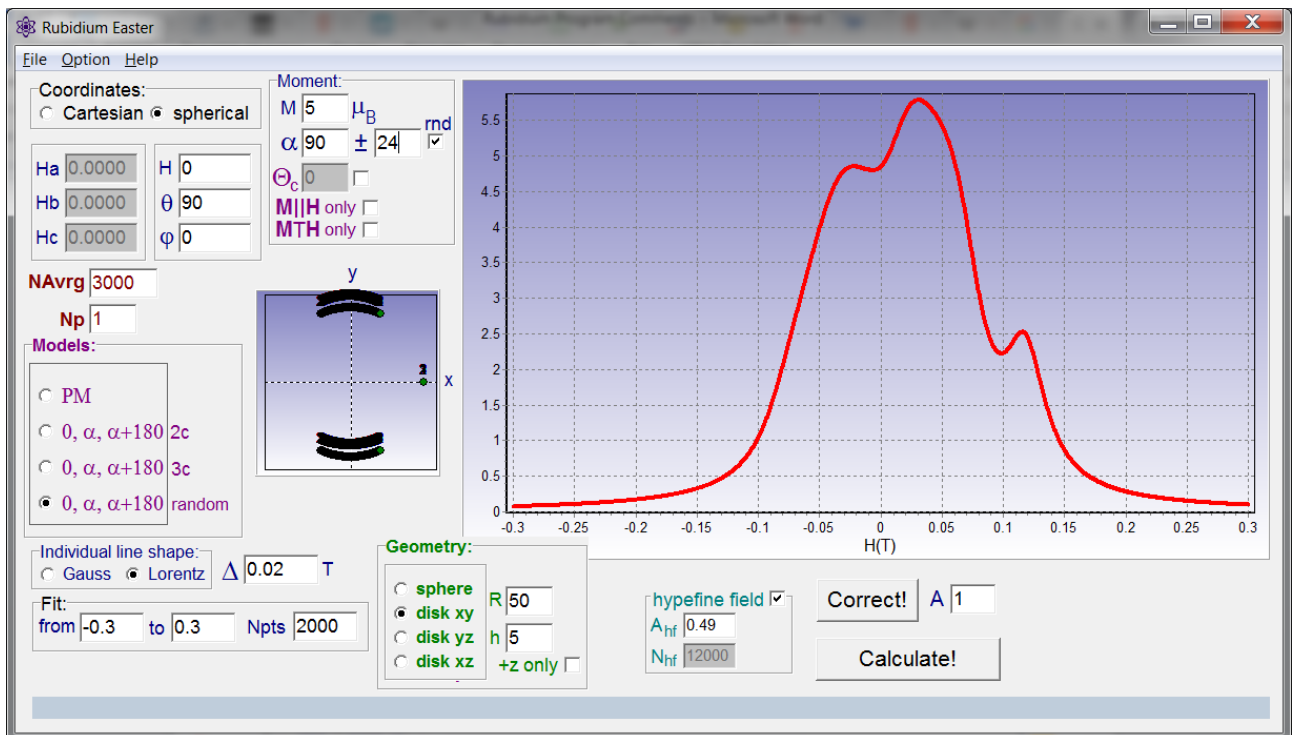 Rubidium Easter
Rubidium Program Comments - Microsoft Word
File Option Help
Coordinates:
Cartesian spherical
Ha 0.0000
Hb 0.0000
Hc 0.0000
H 0
θ 90
φ 0
Moment:
M 5 μB
α 90 ± 24 rnd
Θc 0
M||H only
M⊤H only
NAvrg 3000
Np 1
Models:
PM
0, α, α+180 2c
0, α, α+180 3c
0, α, α+180 random
y
x
5.5
5
4.5
4
3.5
3
2.5
2
1.5
1
0.5
0
-0.3 -0.25 -0.2 -0.15 -0.1 -0.05 0 0.05 0.1 0.15 0.2 0.25 0.3
H(T)
Individual line shape:
Gauss Lorentz Δ 0.02 T
Fit:
from -0.3 to 0.3 Npts 2000
Geometry:
sphere
disk xy
disk yz
disk xz
R 50
h 5
+z only
hypefine field
Ahf 0.49
Nhf 12000
Correct! A 1
Calculate!